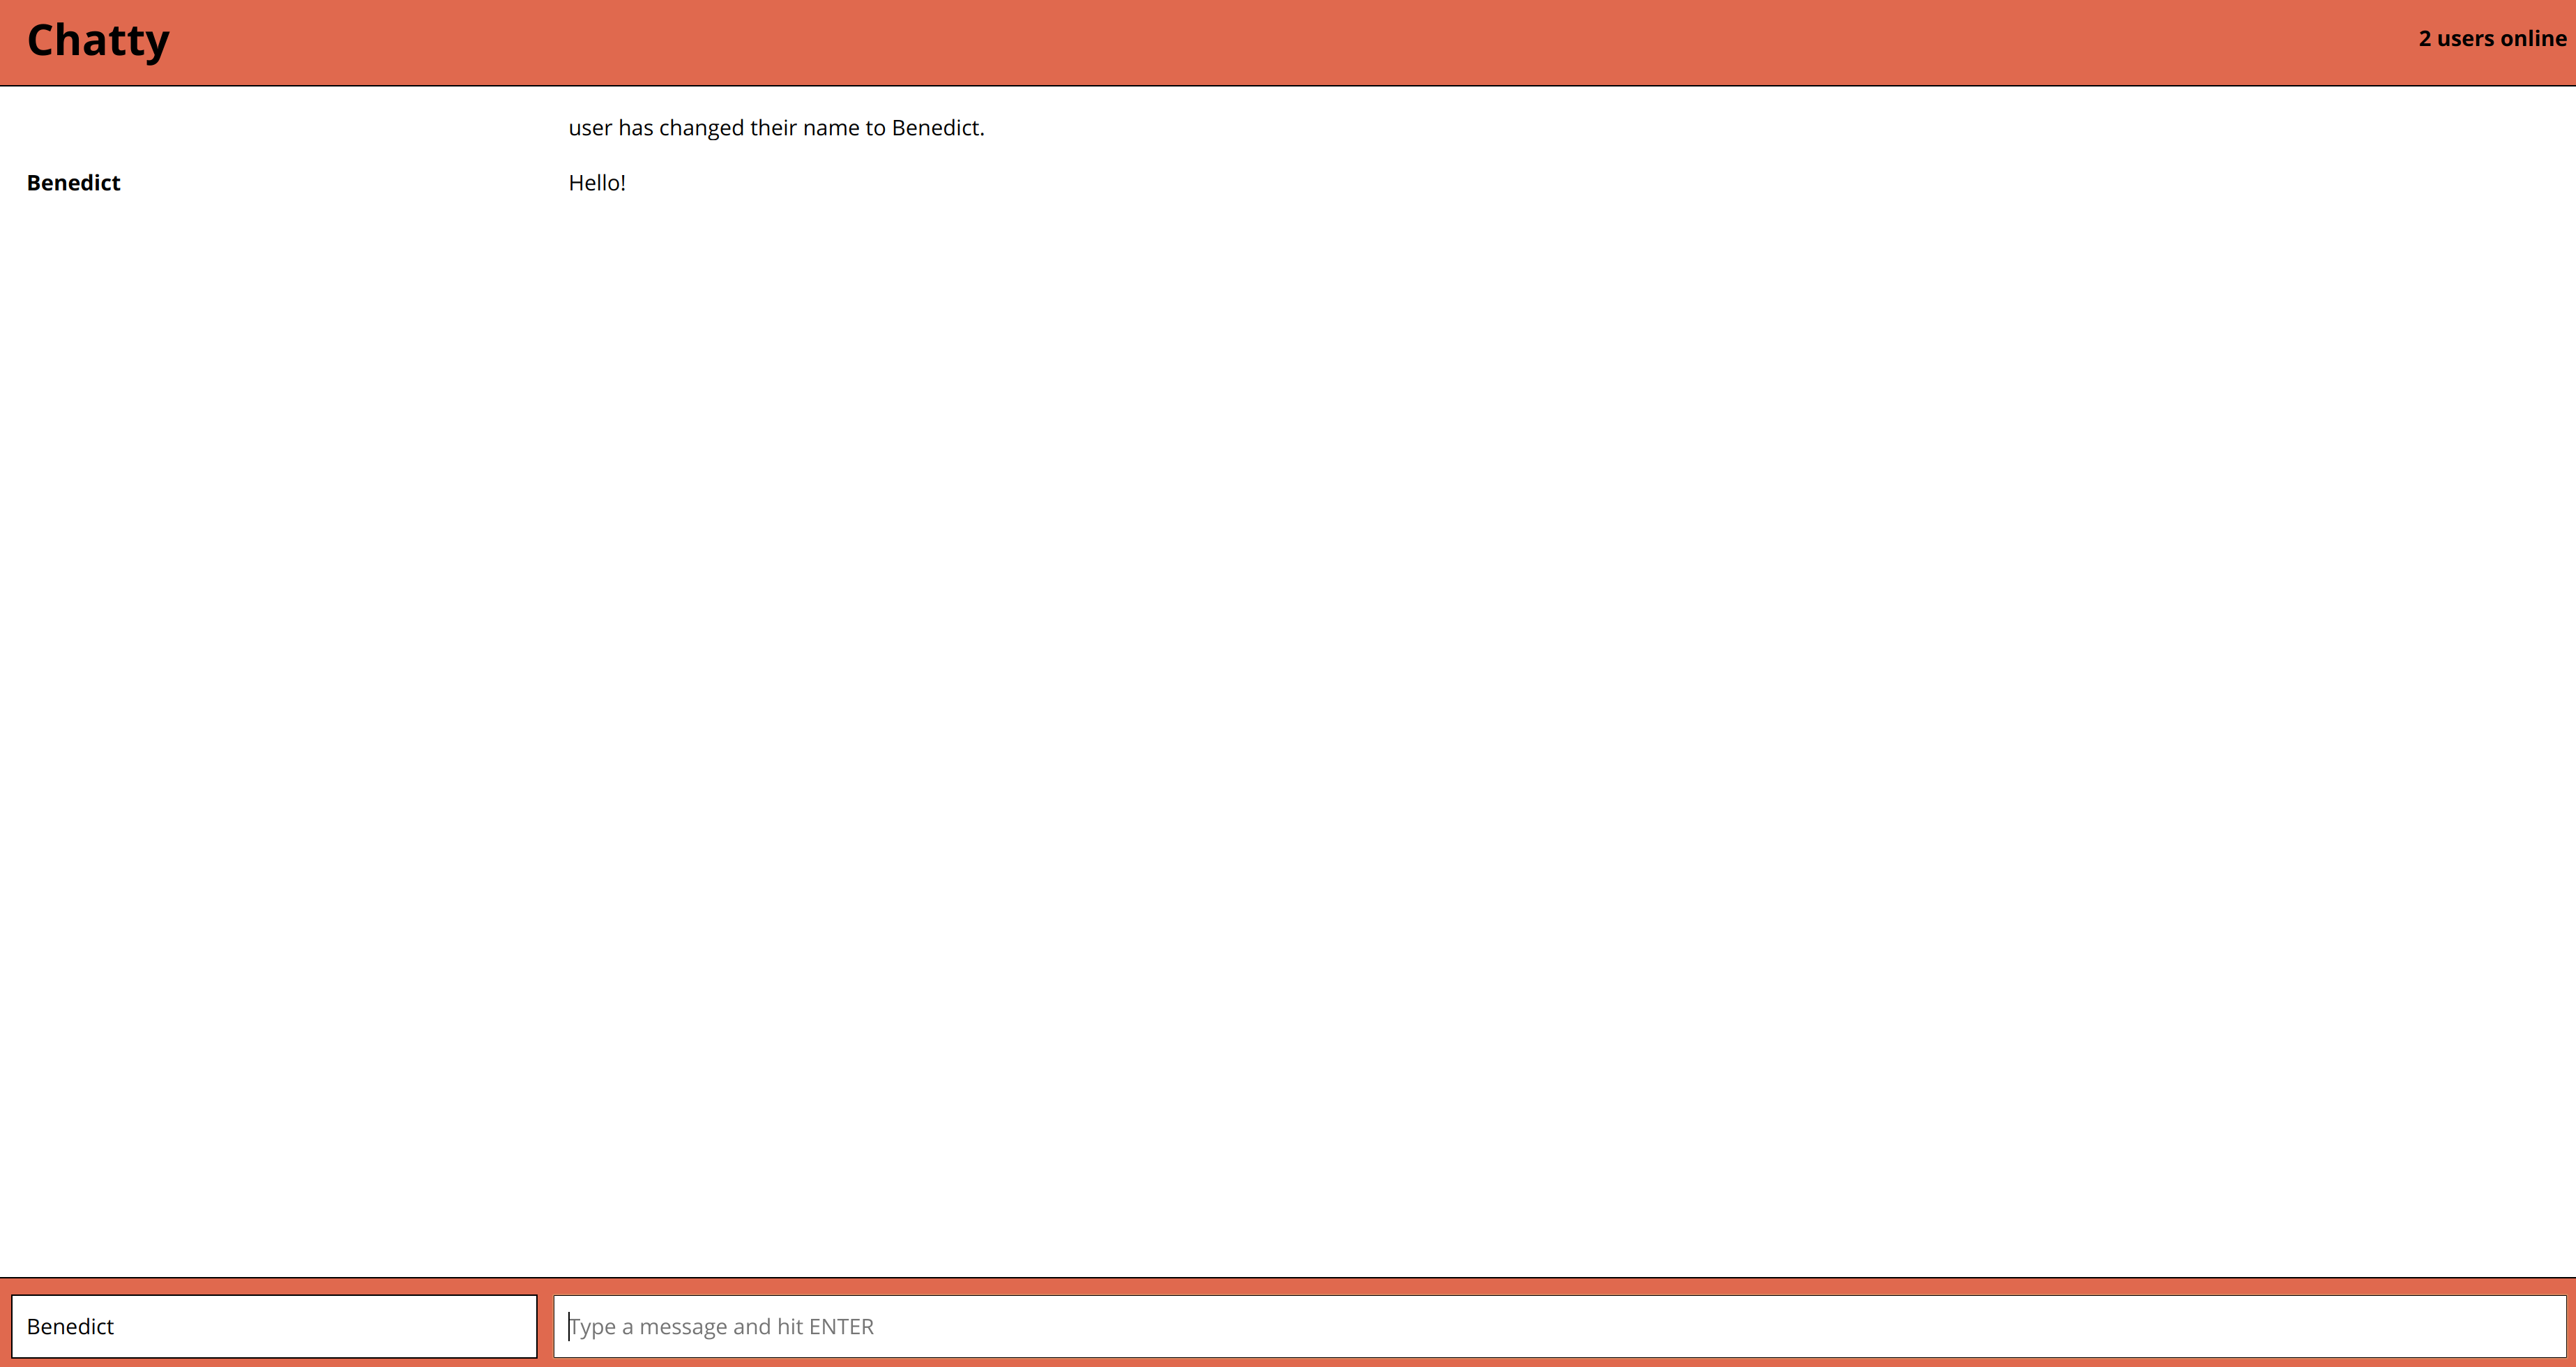 Chatty
2 users online
user has changed their name to Benedict.
Benedict Hello!
Benedict
Type a message and hit ENTER